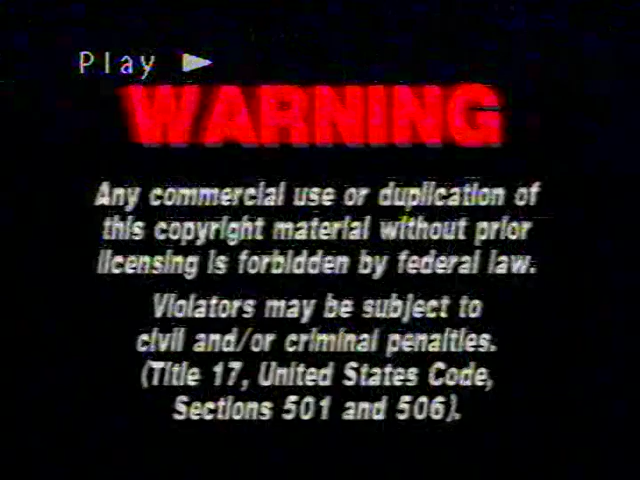 Play ►
WARNING
Any commercial use or duplication of
this copyright material without prior
licensing is forbidden by federal law.
Violators may be subject to
civil and/or criminal penalties.
(Title 17, United States Code,
Sections 501 and 506).